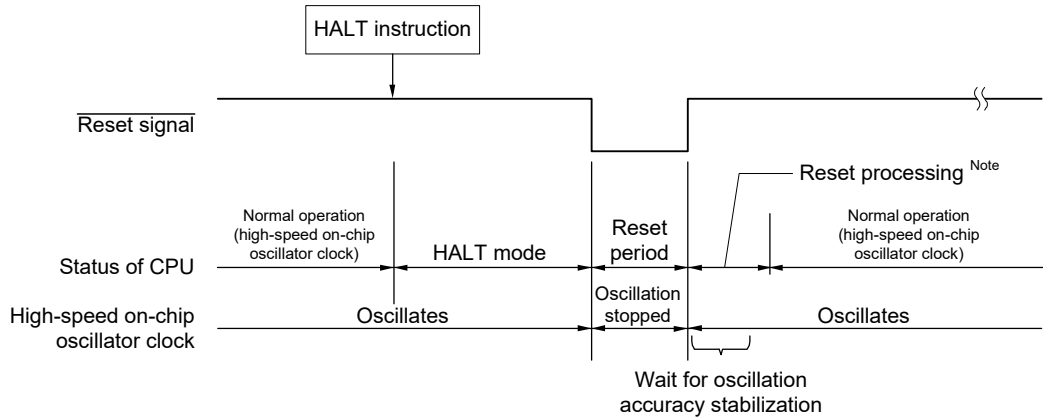 HALT instruction
Reset signal
Reset processing Note
Normal operation
(high-speed on-chip
oscillator clock)
HALT mode
Reset
period
Normal operation
(high-speed on-chip
oscillator clock)
Status of CPU
High-speed on-chip
oscillator clock
Oscillates
Oscillation
stopped
Oscillates
Wait for oscillation
accuracy stabilization